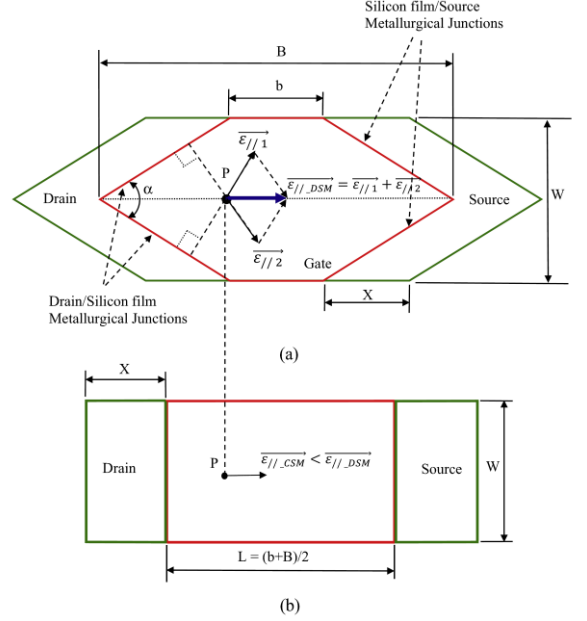 Silicon film/Source
Metallurgical Junctions
B
b
P
α
Drain
ε// 1
ε// _DSM = ε// 1 + ε// 2
ε// 2
Source
W
Gate
X
Drain/Silicon film
Metallurgical Junctions
(a)
X
Drain
P
ε// _CSM < ε// _DSM
Source
W
L = (b+B)/2
(b)